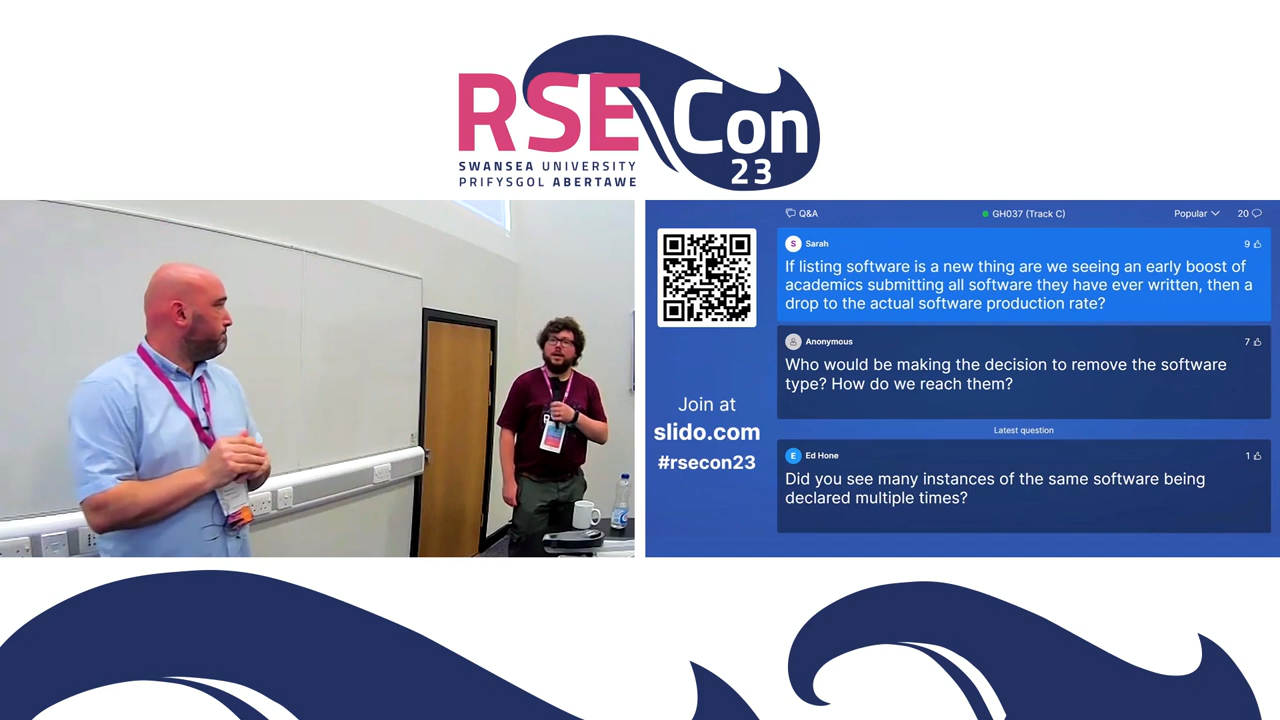 RSE Con
23
SWANSEA UNIVERSITY
PRIFYSGOL ABERTAWE
Q&A
GH037 (Track C)
Popular
20
Sarah
9
If listing software is a new thing are we seeing an early boost of
academics submitting all software they have ever written, then a
drop to the actual software production rate?
Anonymous
7
Who would be making the decision to remove the software
type? How do we reach them?
Join at
slido.com
#rsecon23
Latest question
E
Ed Hone
1
Did you see many instances of the same software being
declared multiple times?
S